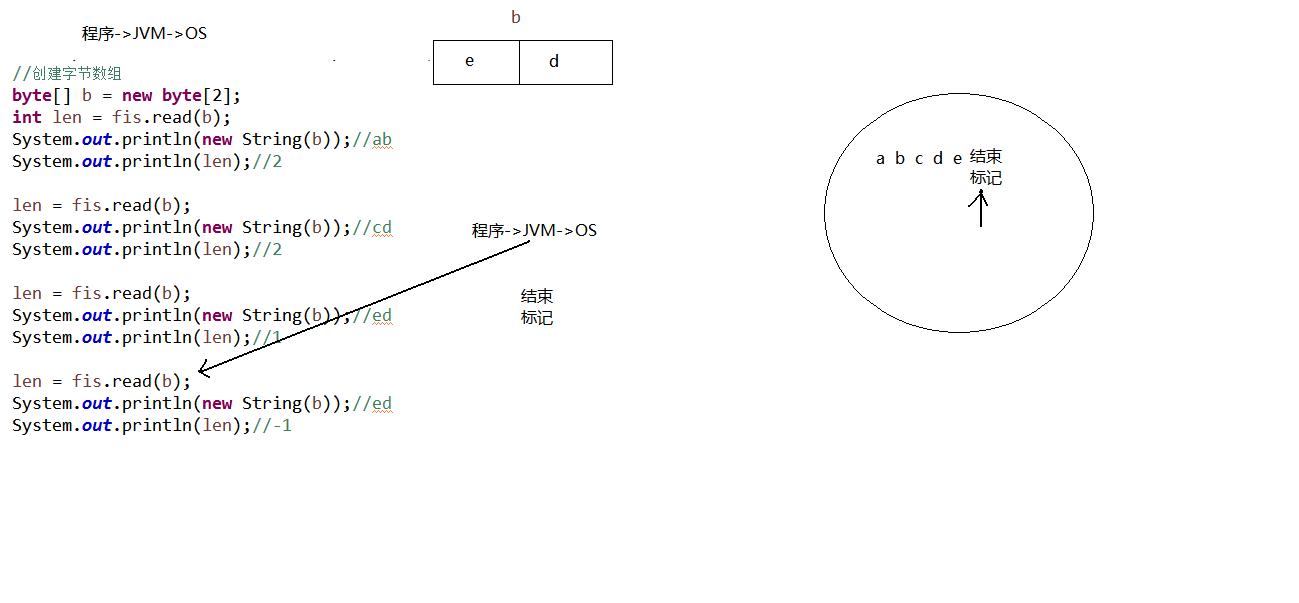 程序->JVM->OS
//创建字节数组
byte[] b = new byte[2];
int len = fis.read(b);
System.out.println(new String(b));//ab
System.out.println(len);//2
len = fis.read(b);
System.out.println(new String(b));//cd
System.out.println(len);//2
len = fis.read(b);
System.out.println(new String(b));//ed
System.out.println(len);//1
len = fis.read(b);
System.out.println(new String(b));//ed
System.out.println(len);//-1
b
e d
程序->JVM->OS
结束
标记
a b c d e 结束
标记